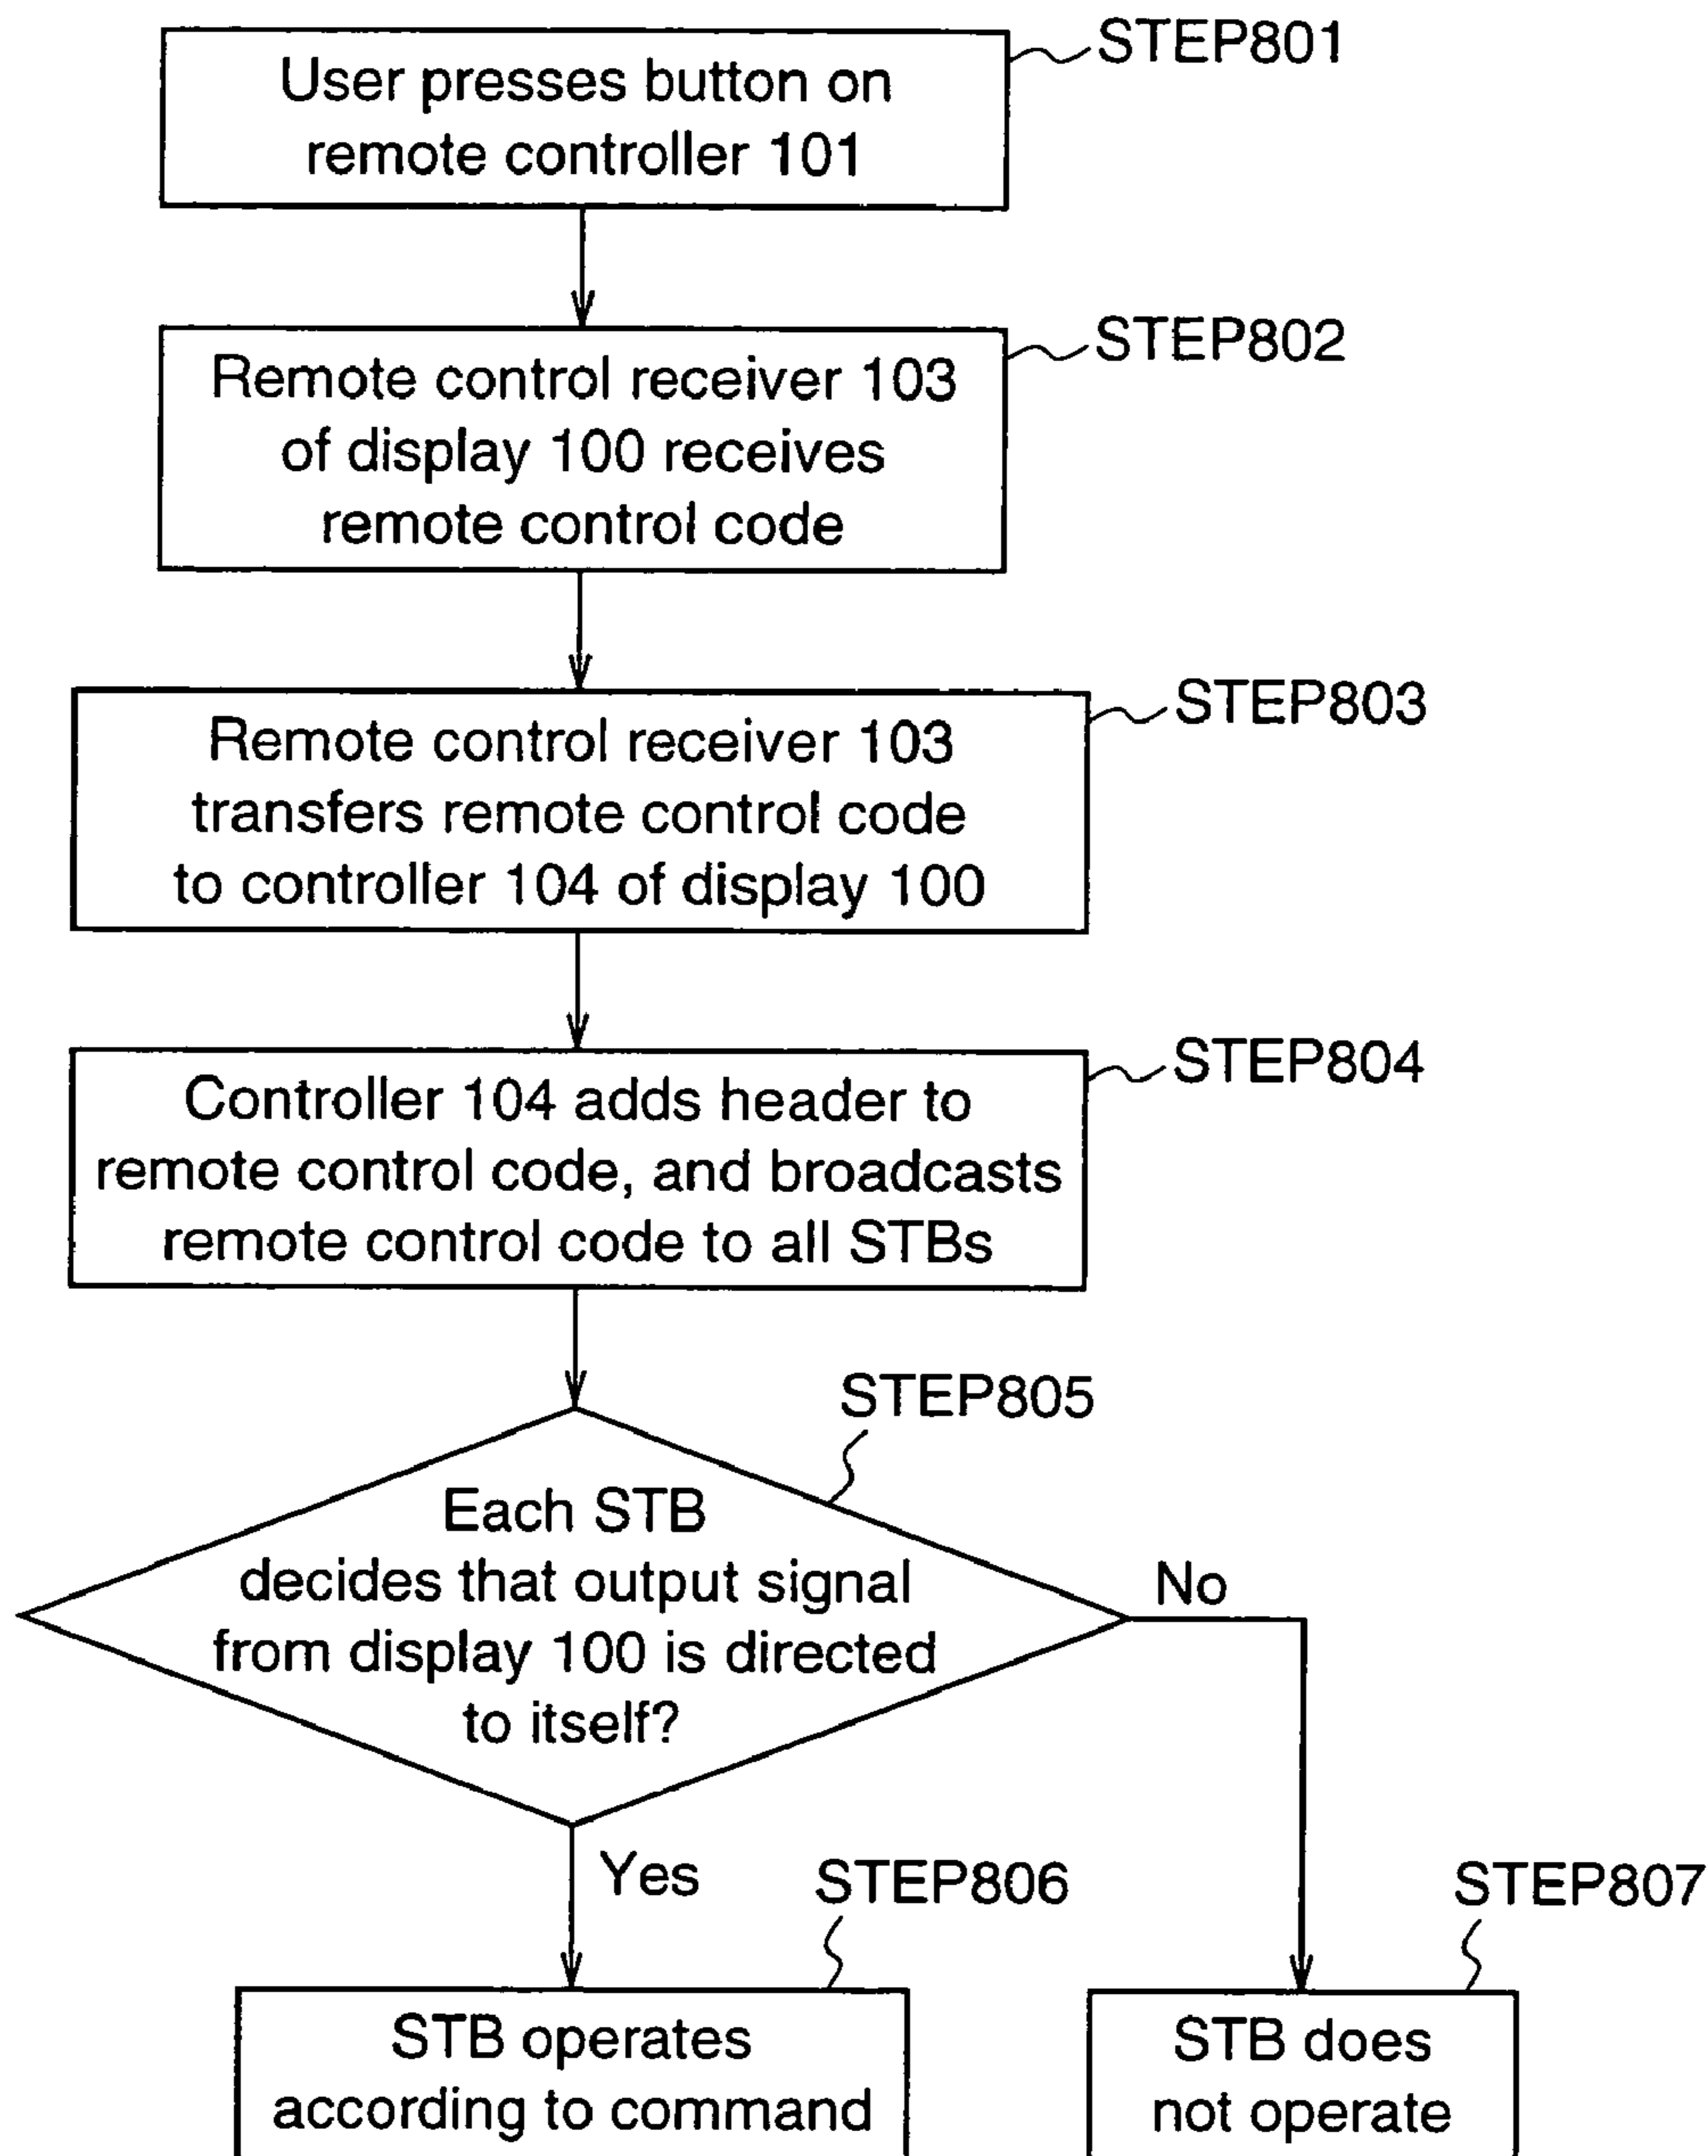 STEP801
User presses button on
remote controller 101
STEP802
Remote control receiver 103
of display 100 receives
remote control code
STEP803
Remote control receiver 103
transfers remote control code
to controller 104 of display 100
STEP804
Controller 104 adds header to
remote control code, and broadcasts
remote control code to all STBs
STEP805
Each STB
decides that output signal
from display 100 is directed
to itself?
No
Yes
STEP806
STEP807
STB operates
according to command
STB does
not operate